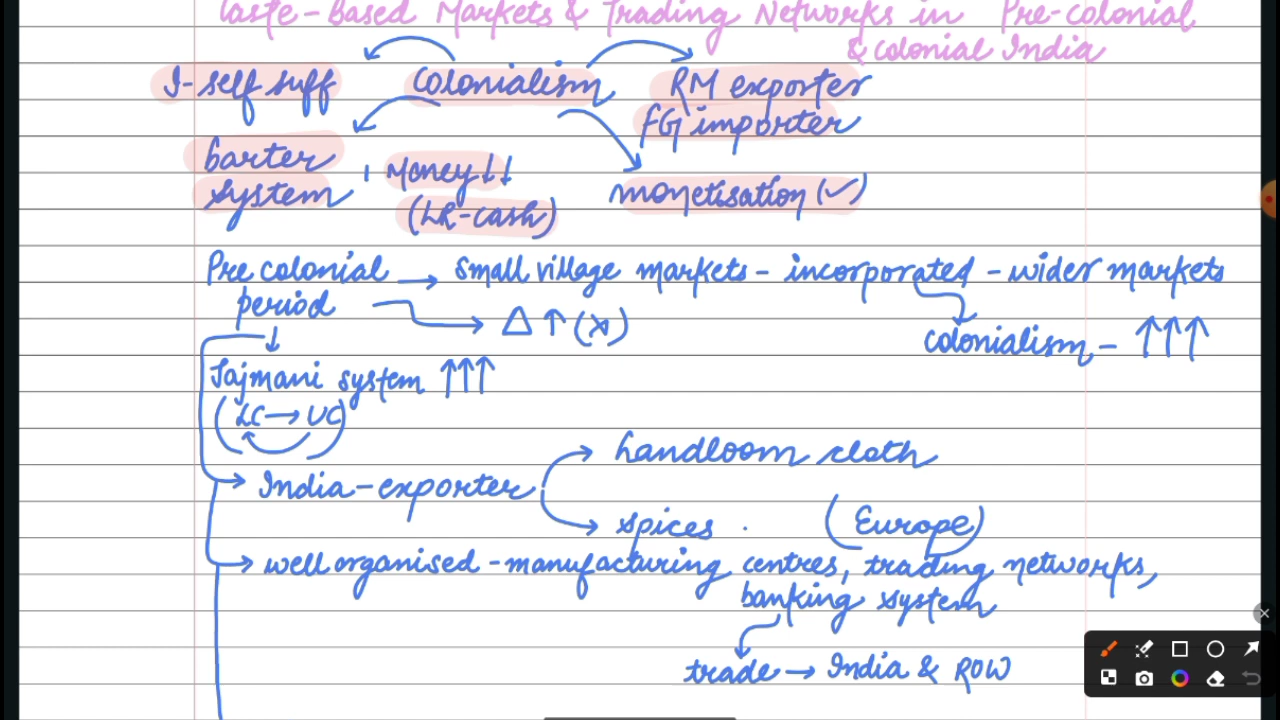 Caste-Based Markets & Trading Networks in Pre-colonial
& colonial India
I-self suff colonialism RM exporter
FG importer
barter + Money↓↓
system (LR-cash) monetisation (✓)
Pre colonial → small village markets - incorporated - wider markets
period → △ ↑ (x)
colonialism - ↑↑↑
Jajmani system ↑↑↑
(LC → UC)
handloom cloth
India-exporter
spices (Europe)
well organised - manufacturing centres, trading networks,
banking system
trade → India & ROW